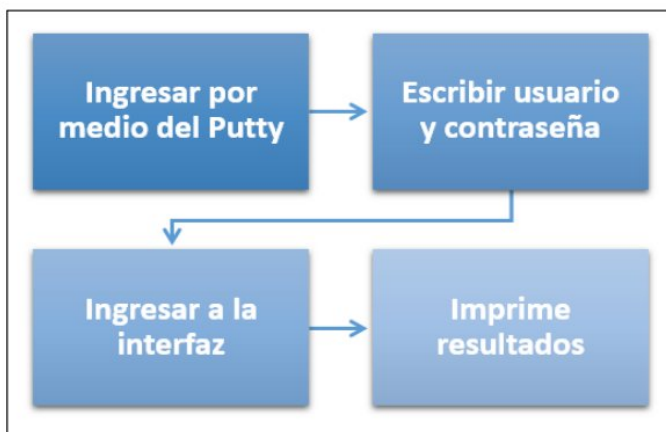 Ingresar por
medio del Putty
Escribir usuario
y contraseña
Ingresar a la
interfaz
Imprime
resultados